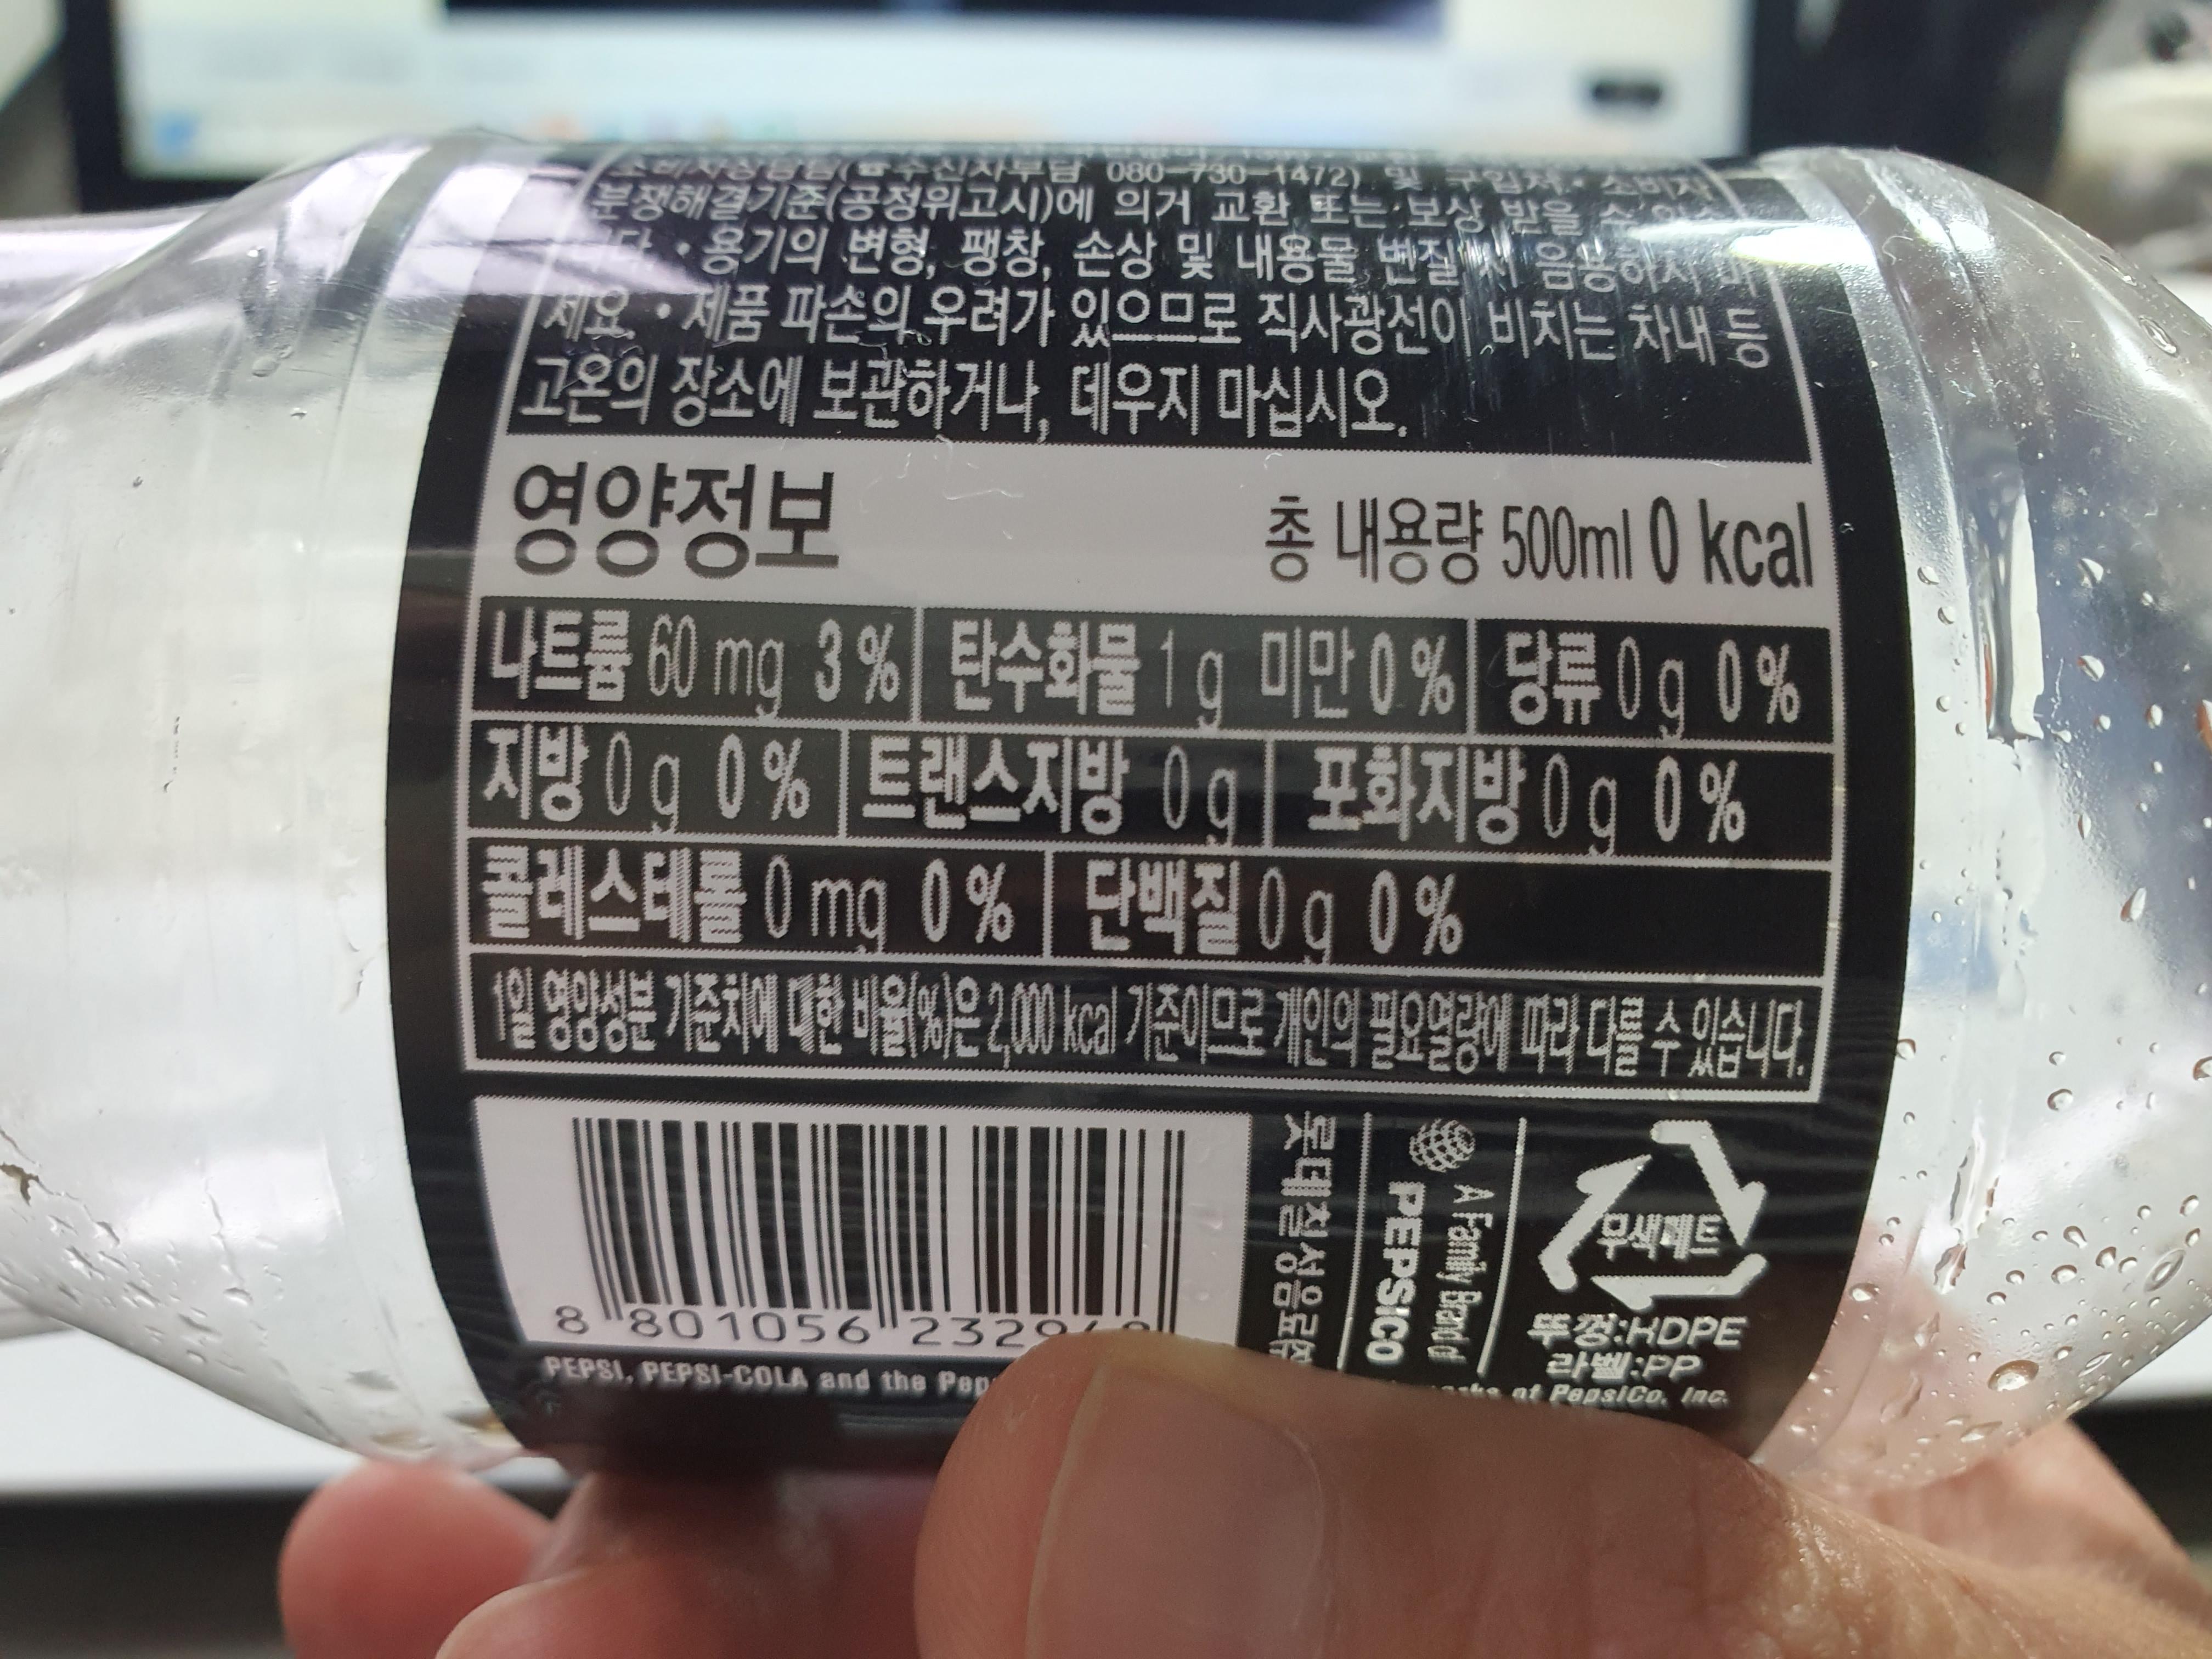 080-730-1472) 및 구입처· 소비자
분쟁해결기준(공정위고시)에 의거 교환 또는 보상 받을 수
· 용기의 변형, 팽창, 손상 및 내용물 변질 시 음용하지 마
세요. · 제품 파손의 우려가 있으므로 직사광선이 비치는 차내 등
고온의 장소에 보관하거나, 데우지 마십시오.
영양정보 총 내용량 500ml 0 kcal
나트륨 60 mg 3 % 탄수화물 1 g 미만 0 % 당류 0 g 0 %
지방 0 g 0 % 트랜스지방 0 g 포화지방 0 g 0 %
콜레스테롤 0 mg 0 % 단백질 0 g 0 %
1일 영양성분 기준치에 대한 비율(%)은 2,000 kcal 기준이므로 개인의 필요열량에 따라 다를 수 있습니다.
8 801056
롯데칠성음료(주
A Family Brand of
PEPSICO
무색페트
뚜껑:HDPE
라벨:PP
PEPSI, PEPSI-COLA and the
of PepsiCo, Inc.